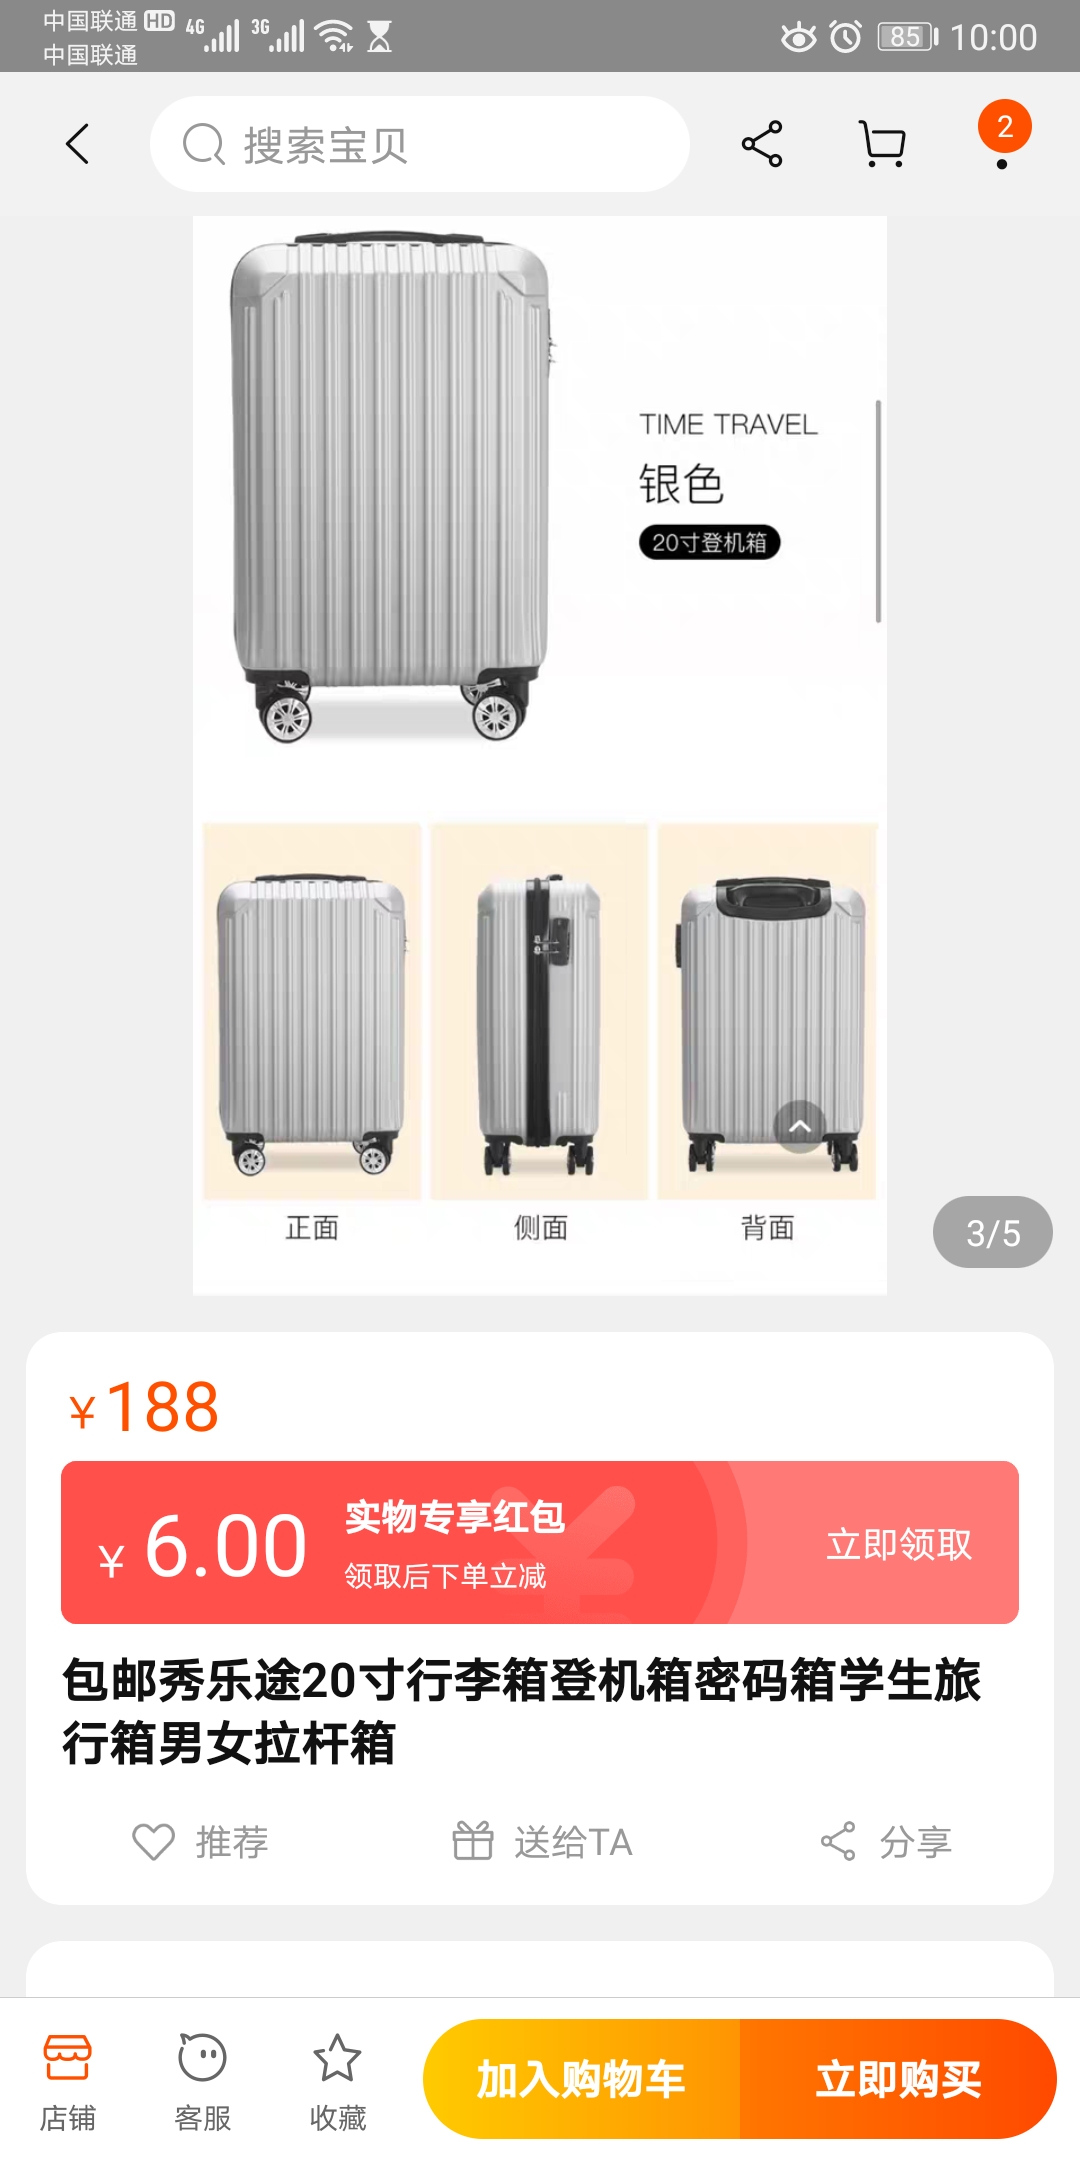 中国联通 HD 4G 3G 85 10:00
中国联通
搜索宝贝
2
TIME TRAVEL
银色
20寸登机箱
正面 侧面 背面
3/5
¥188
¥6.00 实物专享红包
领取后下单立减
立即领取
包邮秀乐途20寸行李箱登机箱密码箱学生旅
行箱男女拉杆箱
推荐 送给TA 分享
店铺 客服 收藏 加入购物车 立即购买